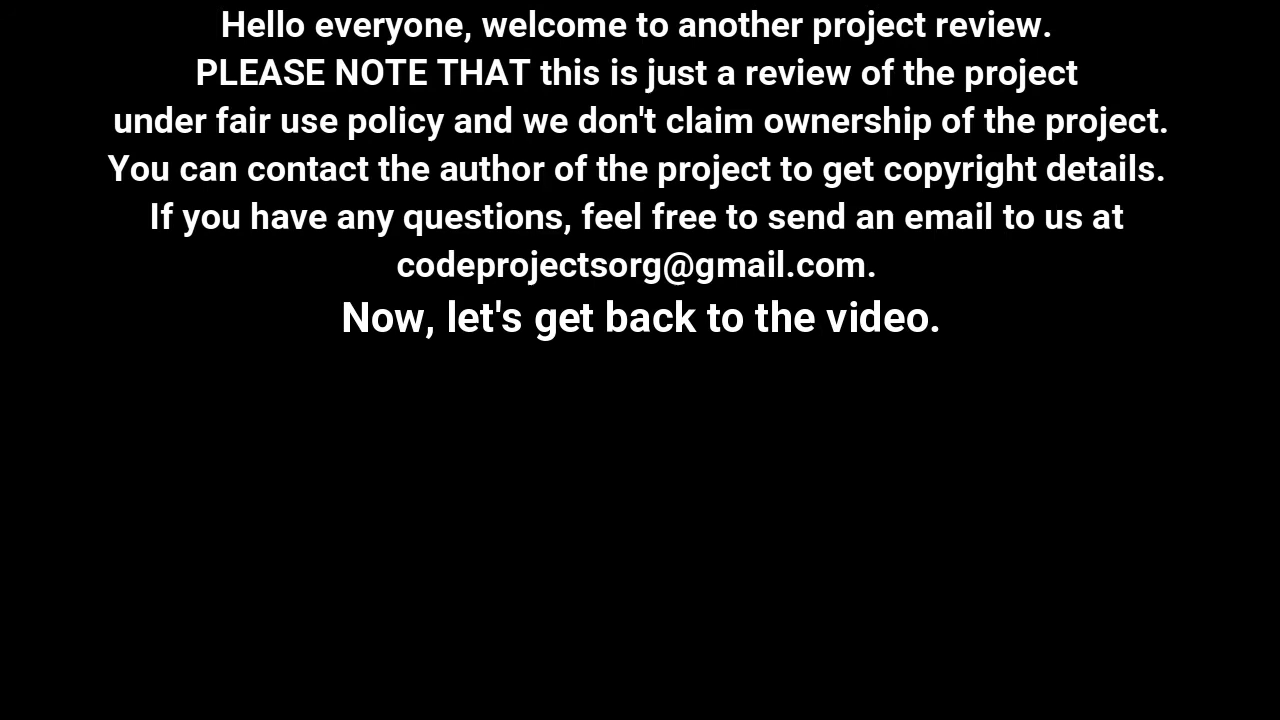 Hello everyone, welcome to another project review.
PLEASE NOTE THAT this is just a review of the project
under fair use policy and we don't claim ownership of the project.
You can contact the author of the project to get copyright details.
If you have any questions, feel free to send an email to us at
codeprojectsorg@gmail.com.
Now, let's get back to the video.